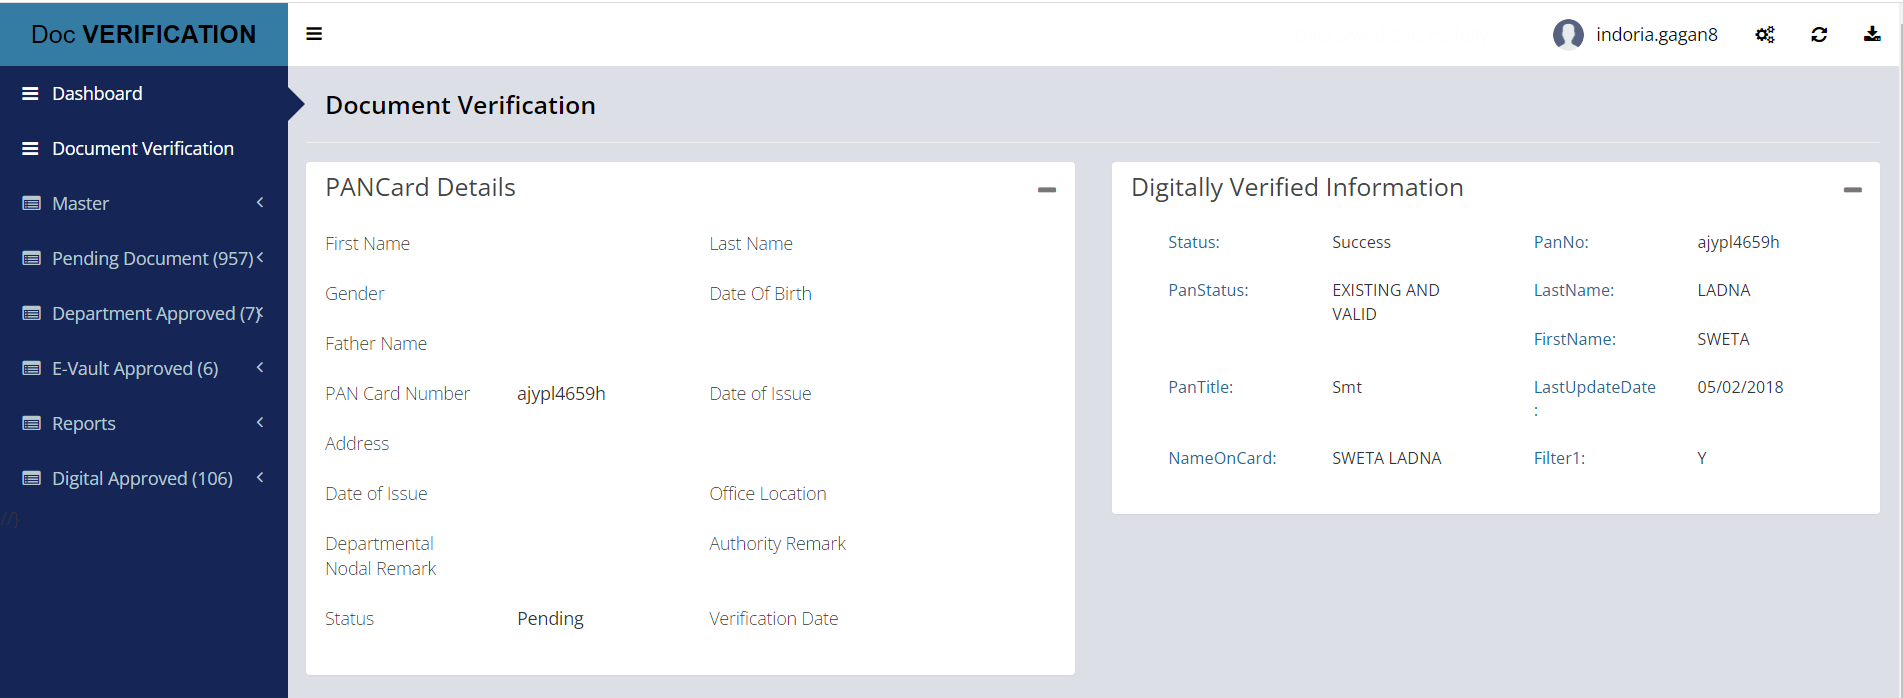 Doc VERIFICATION
indoria.gagan8
Dashboard
Document Verification
Master
Pending Document (957)
Department Approved (7)
E-Vault Approved (6)
Reports
Digital Approved (106)
//}
Document Verification
PANCard Details
First Name Last Name
Gender Date Of Birth
Father Name
PAN Card Number ajypl4659h Date of Issue
Address
Date of Issue Office Location
Departmental Authority Remark
Nodal Remark
Status Pending Verification Date
Digitally Verified Information
Status: Success PanNo: ajypl4659h
PanStatus: EXISTING AND LastName: LADNA
VALID
FirstName: SWETA
PanTitle: Smt LastUpdateDate 05/02/2018
:
NameOnCard: SWETA LADNA Filter1: Y